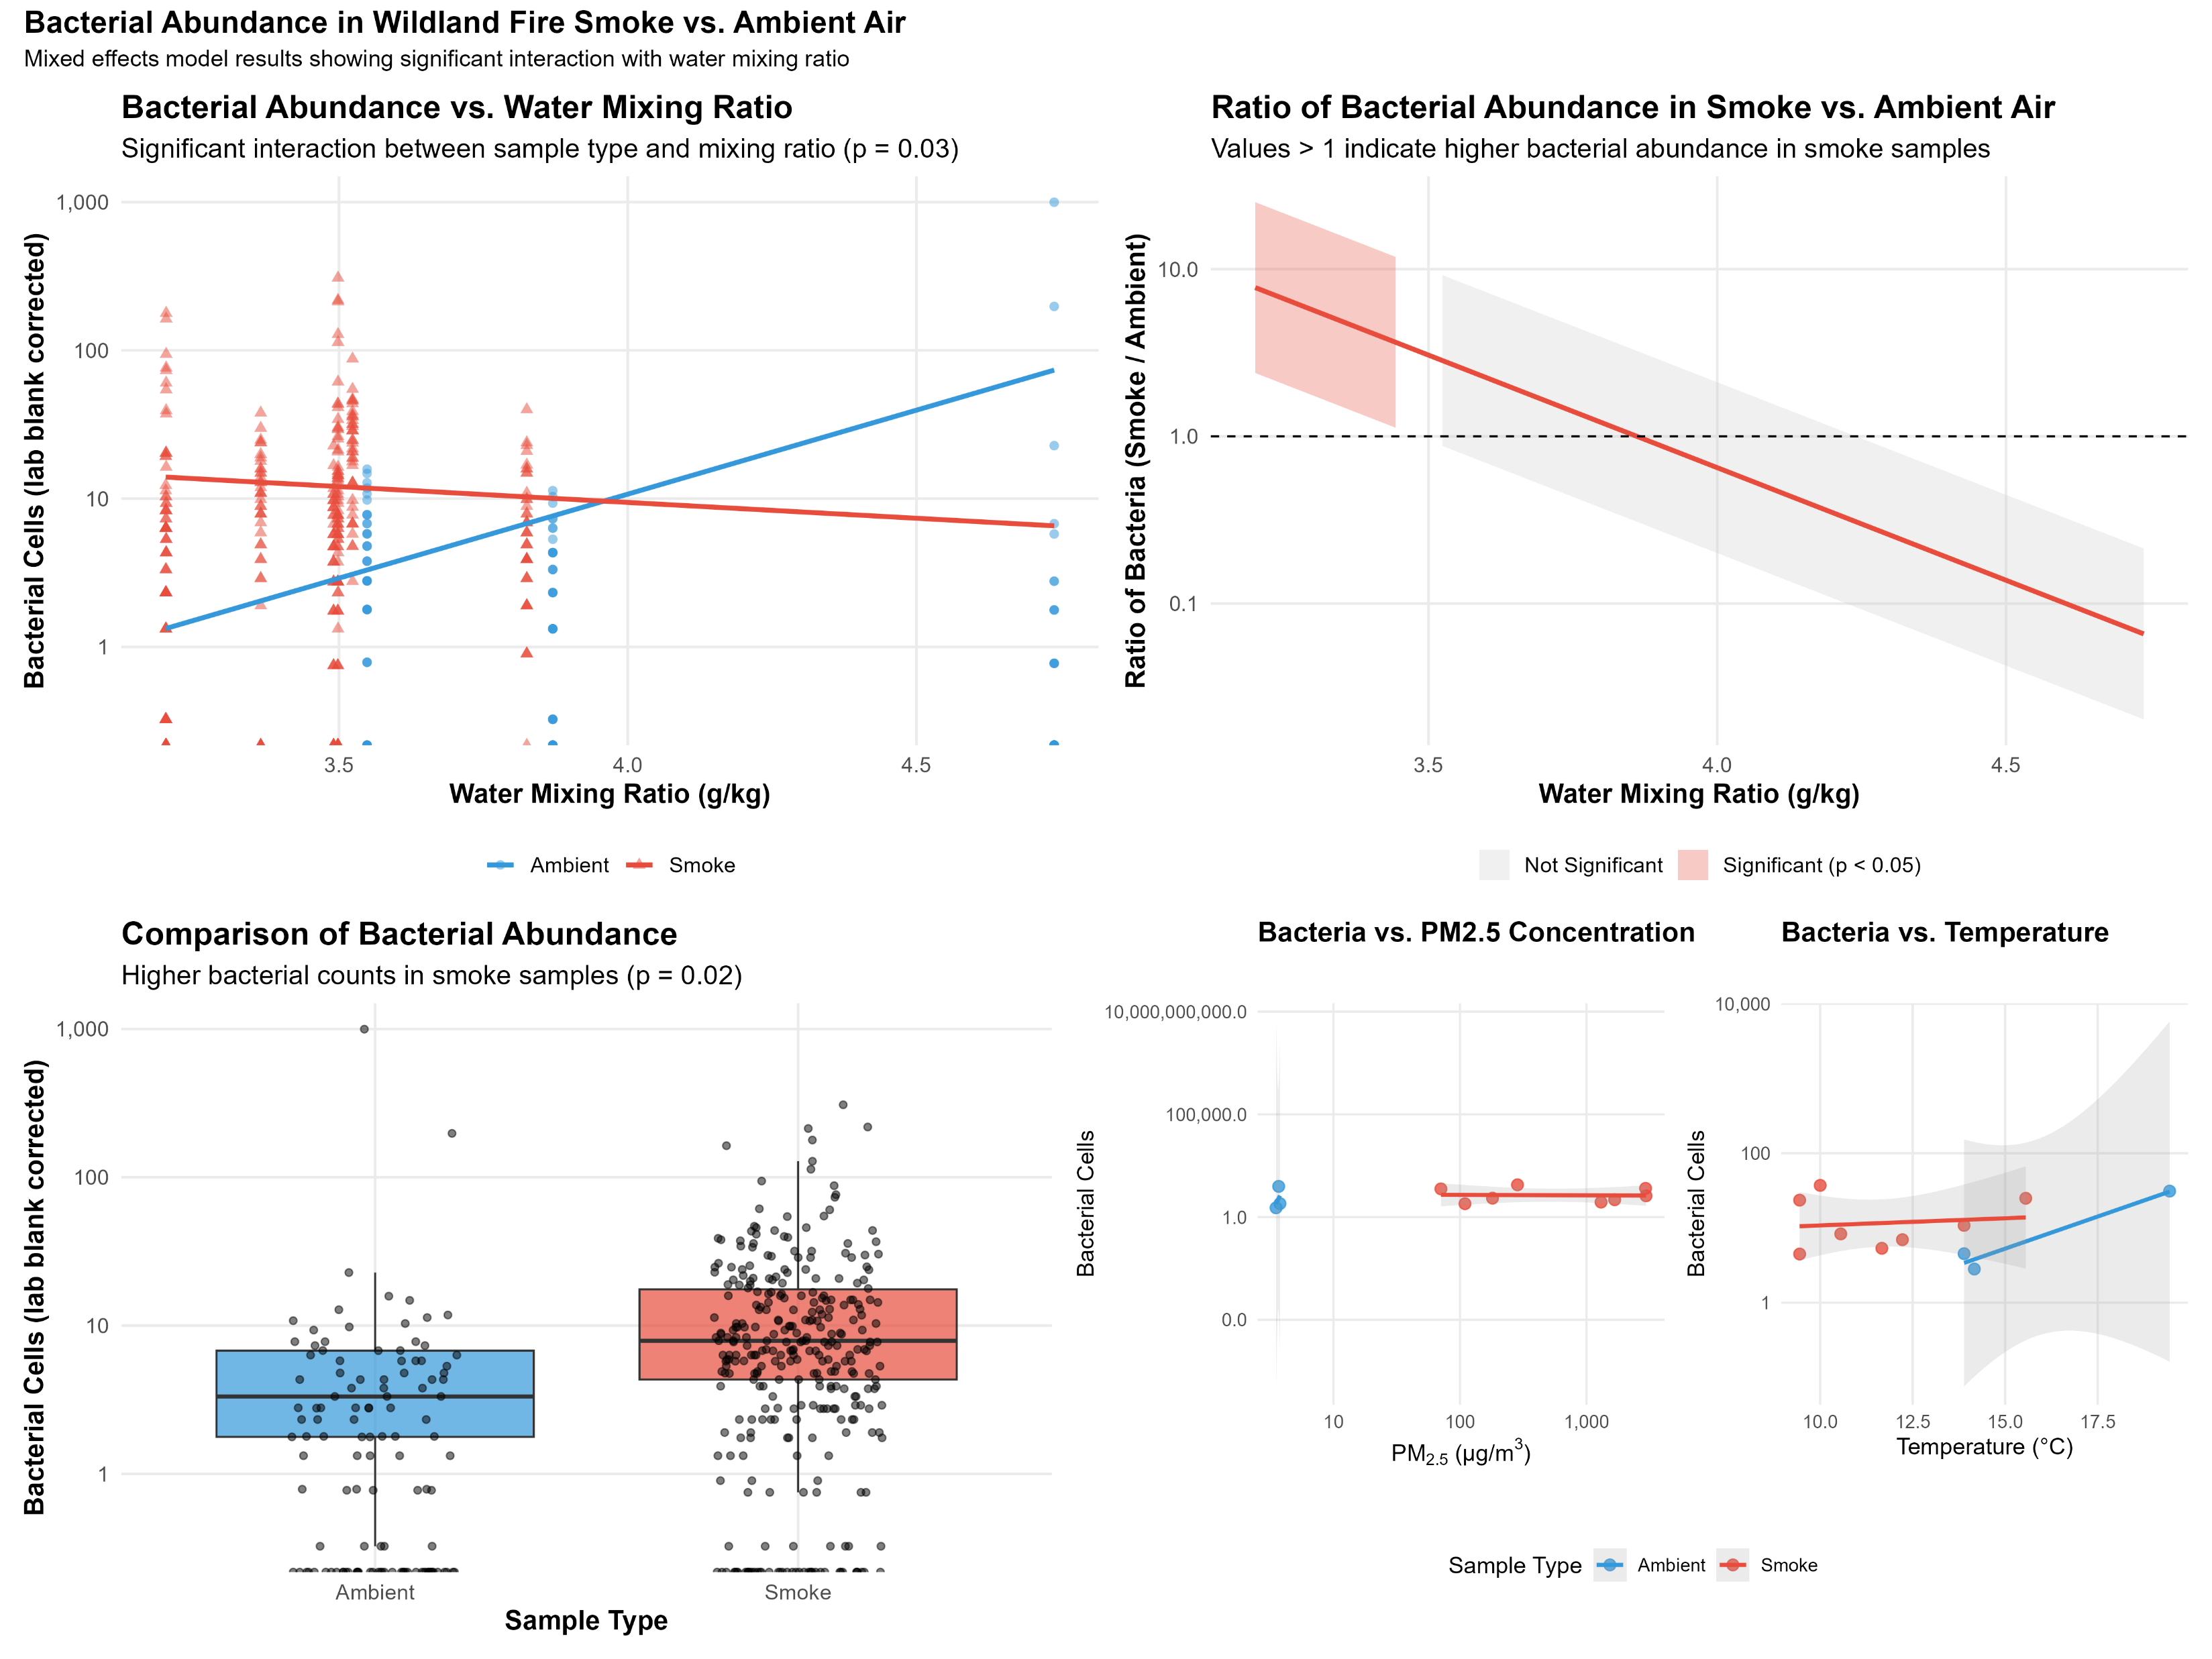 Bacterial Abundance in Wildland Fire Smoke vs. Ambient Air
Mixed effects model results showing significant interaction with water mixing ratio
Bacterial Abundance vs. Water Mixing Ratio
Significant interaction between sample type and mixing ratio (p = 0.03)
Bacterial Cells (lab blank corrected)
1,000
100
10
1
3.5
4.0
4.5
Water Mixing Ratio (g/kg)
Ambient
Smoke
Ratio of Bacterial Abundance in Smoke vs. Ambient Air
Values > 1 indicate higher bacterial abundance in smoke samples
Ratio of Bacteria (Smoke / Ambient)
10.0
1.0
0.1
3.5
4.0
4.5
Water Mixing Ratio (g/kg)
Not Significant
Significant (p < 0.05)
Comparison of Bacterial Abundance
Higher bacterial counts in smoke samples (p = 0.02)
Bacterial Cells (lab blank corrected)
1,000
100
10
1
Ambient
Smoke
Sample Type
Bacteria vs. PM2.5 Concentration
Bacterial Cells
10,000,000,000.0
100,000.0
1.0
0.0
10
100
1,000
PM2.5 (µg/m3)
Bacteria vs. Temperature
Bacterial Cells
10,000
100
1
10.0
12.5
15.0
17.5
Temperature (°C)
Sample Type
Ambient
Smoke